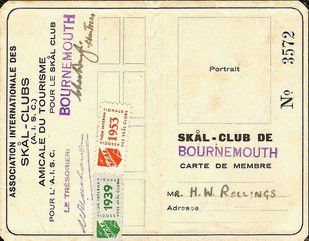 ASSOCIATION INTERNATIONALE DES
SKÅL-CLUBS
(A.I.S.C.)
AMICALE DU TOURISME
POUR L'A.I.S.C.
POUR LE SKÅL CLUB
BOURNEMOUTH
LE TRÉSORIER:
1953
1939
Portrait
No 3572
SKÅL-CLUB DE
BOURNEMOUTH
CARTE DE MEMBRE
MR. H. W. Rollings
Adresse